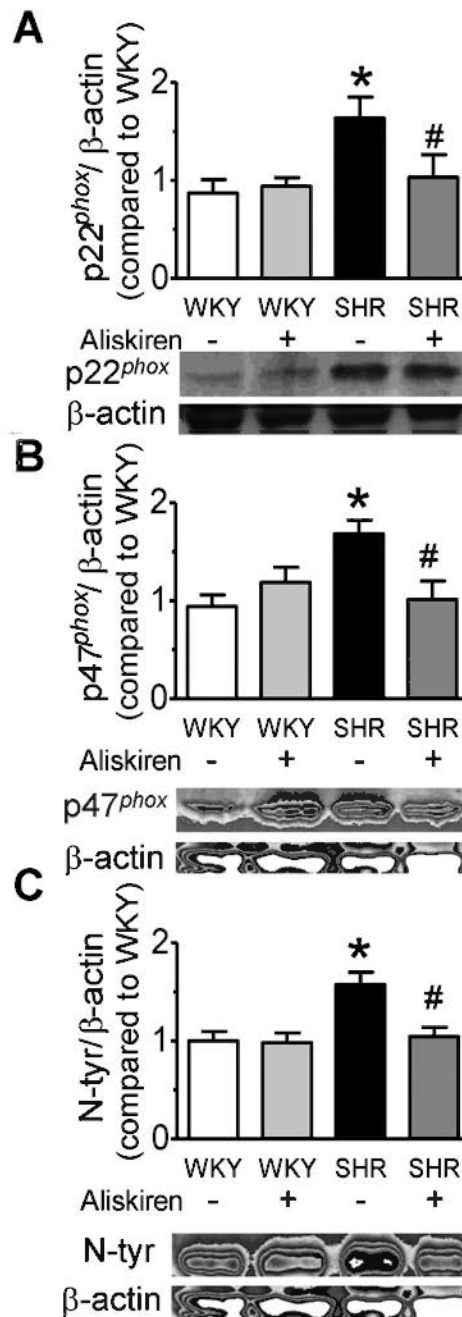 A
p22phox/ β-actin
(compared to WKY)
2
1
0
*
#
WKY WKY SHR SHR
Aliskiren - + - +
p22phox
β-actin
B
p47phox/ β-actin
(compared to WKY)
2
1
0
*
#
WKY WKY SHR SHR
Aliskiren - + - +
p47phox
β-actin
C
N-tyr/β-actin
(compared to WKY)
2
1
0
*
#
WKY WKY SHR SHR
Aliskiren - + - +
N-tyr
β-actin